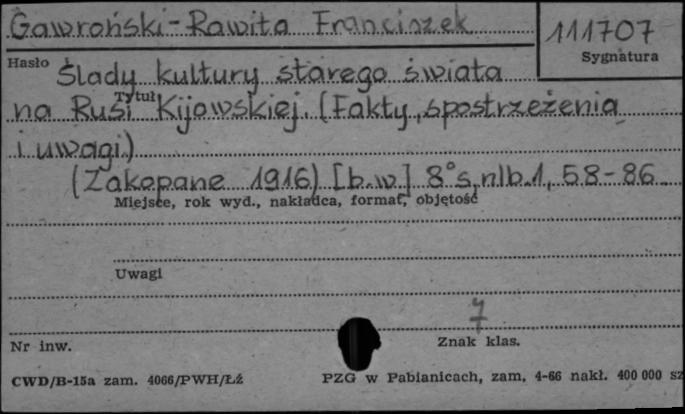 Gawroński-Rawita Franciszek
111707
Sygnatura
Hasło
Ślady kultury starego świata
Tytuł
na Rusi Kijowskiej. (Fakty, spostrzeżenia
i uwagi)
(Zakopane 1916) [b.w] 8° s. nlb. 1, 58-86
Miejsce, rok wyd., nakładca, format, objętość
Uwagi
7
Nr inw.
Znak klas.
CWD/B-15a zam. 4066/PWH/Łź
PZG w Pabianicach, zam. 4-66 nakł. 400 000 sz